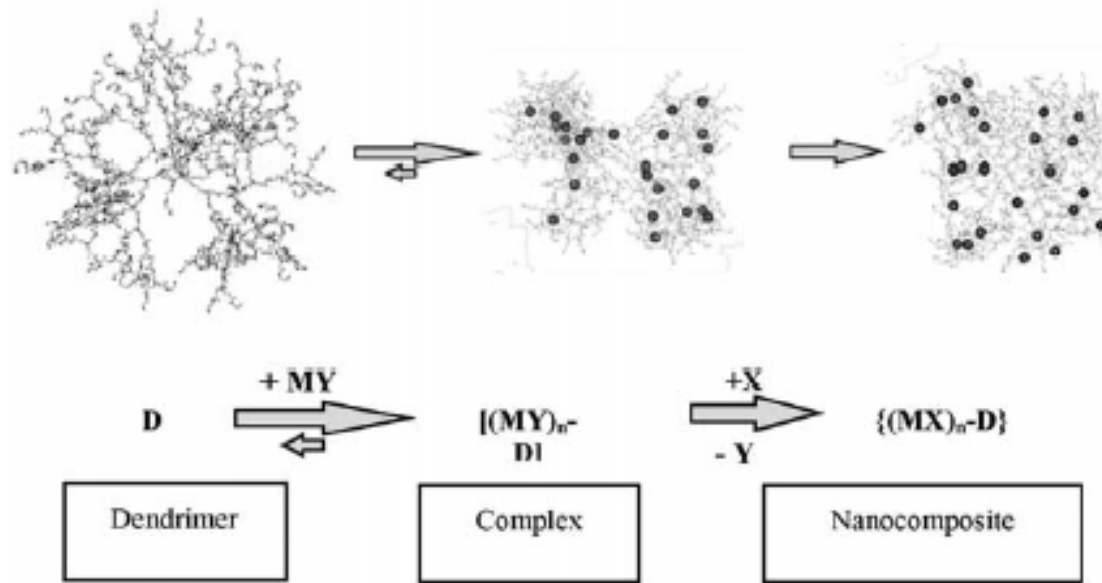 + MY
+X
D
[(MY)ₙ-
D]
{(MX)ₙ-D}
- Y
Dendrimer
Complex
Nanocomposite